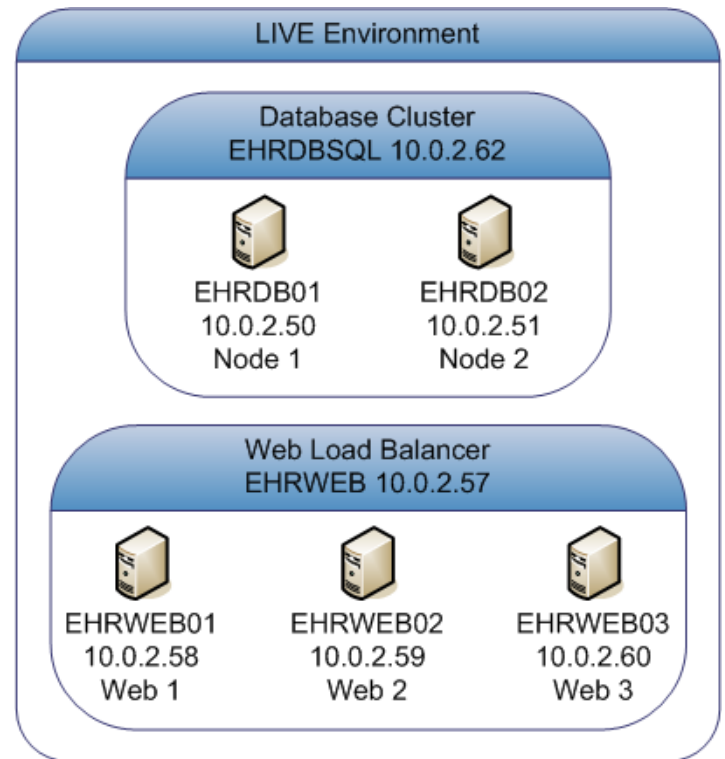 LIVE Environment
Database Cluster
EHRDBSQL 10.0.2.62
EHRDB01
10.0.2.50
Node 1
EHRDB02
10.0.2.51
Node 2
Web Load Balancer
EHRWEB 10.0.2.57
EHRWEB01
10.0.2.58
Web 1
EHRWEB02
10.0.2.59
Web 2
EHRWEB03
10.0.2.60
Web 3